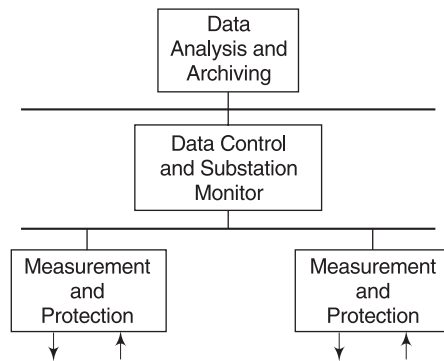 Data
Analysis and
Archiving
Data Control
and Substation
Monitor
Measurement
and
Protection
Measurement
and
Protection